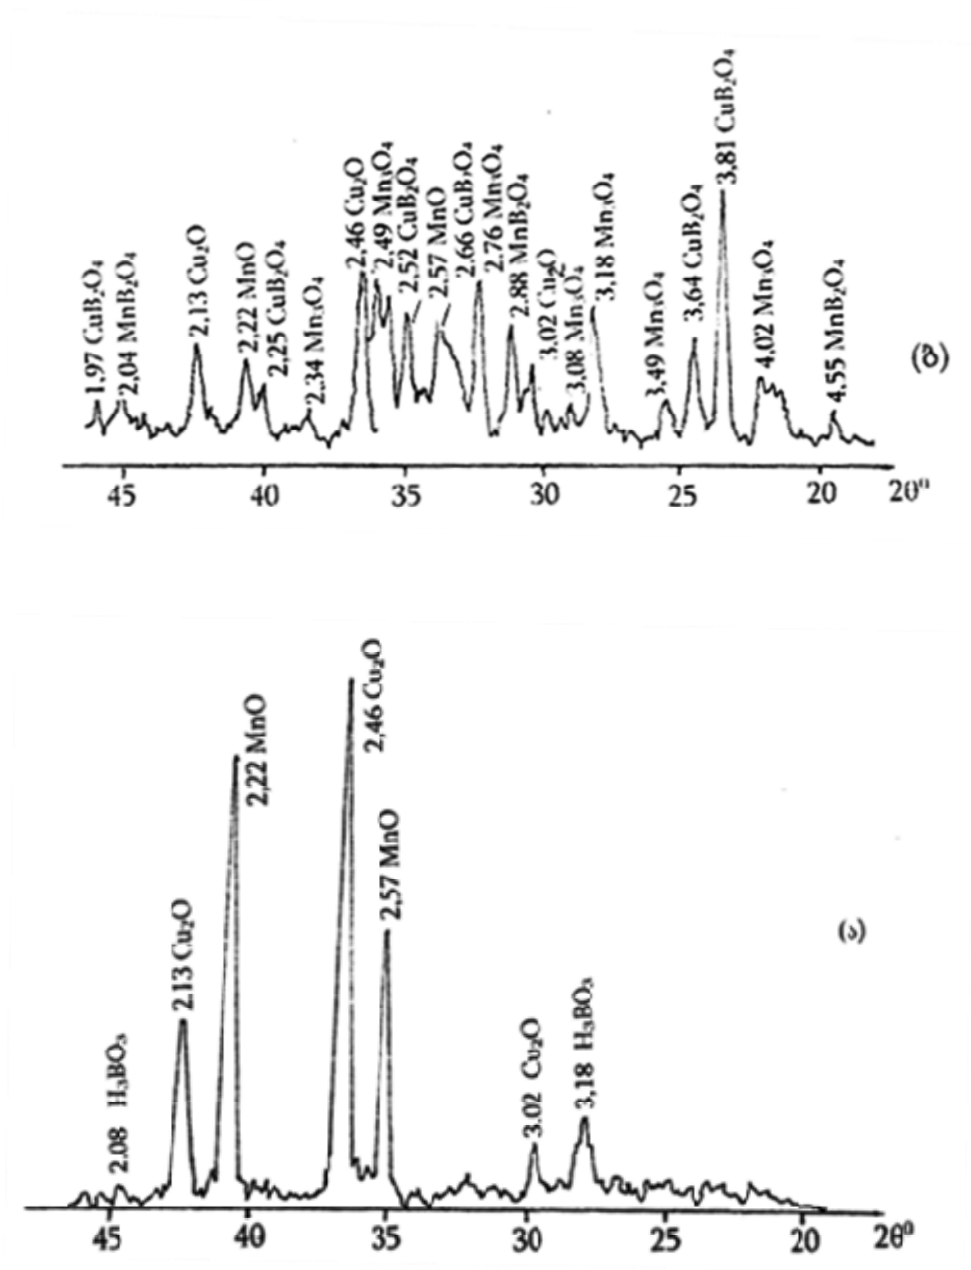 1.97 CuB₂O₄
2,04 MnB₂O₄
2,13 Cu₂O
2,22 MnO
2,25 CuB₂O₄
2,34 Mn₃O₄
2,46 Cu₂O
2,49 Mn₃O₄
2,52 CuB₂O₄
2,57 MnO
2.66 CuB₂O₄
2,76 Mn₃O₄
2.88 MnB₂O₄
3.02 Cu₂O
3,08 Mn₃O₄
3,18 Mn₃O₄
3,49 Mn₃O₄
3,64 CuB₂O₄
3,81 CuB₂O₄
4,02 Mn₃O₄
4.55 MnB₂O₄
45 40 35 30 25 20 2θ⁰
2.08 H₃BO₃
2.13 Cu₂O
2,22 MnO
2,46 Cu₂O
2,57 MnO
3.02 Cu₂O
3,18 H₃BO₃
45 40 35 30 25 20 2θ⁰